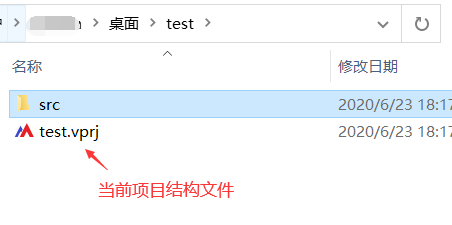 桌面 test
名称 修改日期
src 2020/6/23 18:17
test.vprj 2020/6/23 18:17
当前项目结构文件